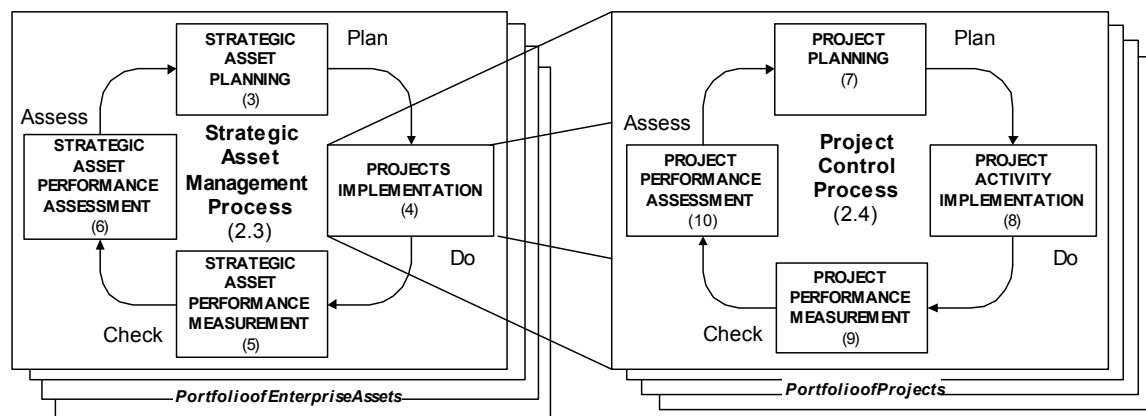 STRATEGIC
ASSET
PLANNING
(3)
Plan
Assess
STRATEGIC
ASSET
PERFORMANCE
ASSESSMENT
(6)
Strategic
Asset
Management
Process
(2.3)
PROJECTS
IMPLEMENTATION
(4)
Do
STRATEGIC
ASSET
PERFORMANCE
MEASUREMENT
(5)
Check
PortfolioofEnterpriseAssets
PROJECT
PLANNING
(7)
Plan
Assess
PROJECT
PERFORMANCE
ASSESSMENT
(10)
Project
Control
Process
(2.4)
PROJECT
ACTIVITY
IMPLEMENTATION
(8)
Do
PROJECT
PERFORMANCE
MEASUREMENT
(9)
Check
PortfolioofProjects